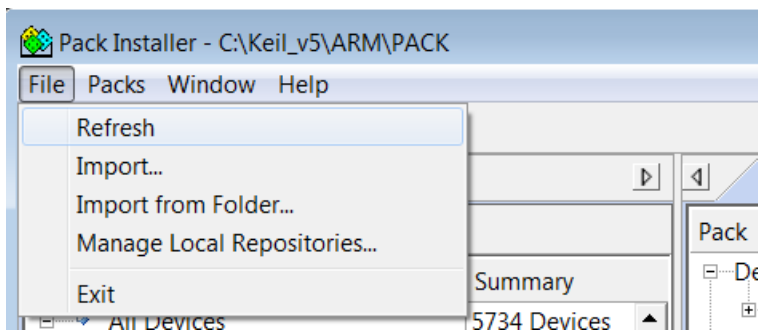 Pack Installer - C:\Keil_v5\ARM\PACK
File Packs Window Help
Refresh
Import...
Import from Folder...
Manage Local Repositories...
Exit
Pack
Summary
De
All Devices
5734 Devices